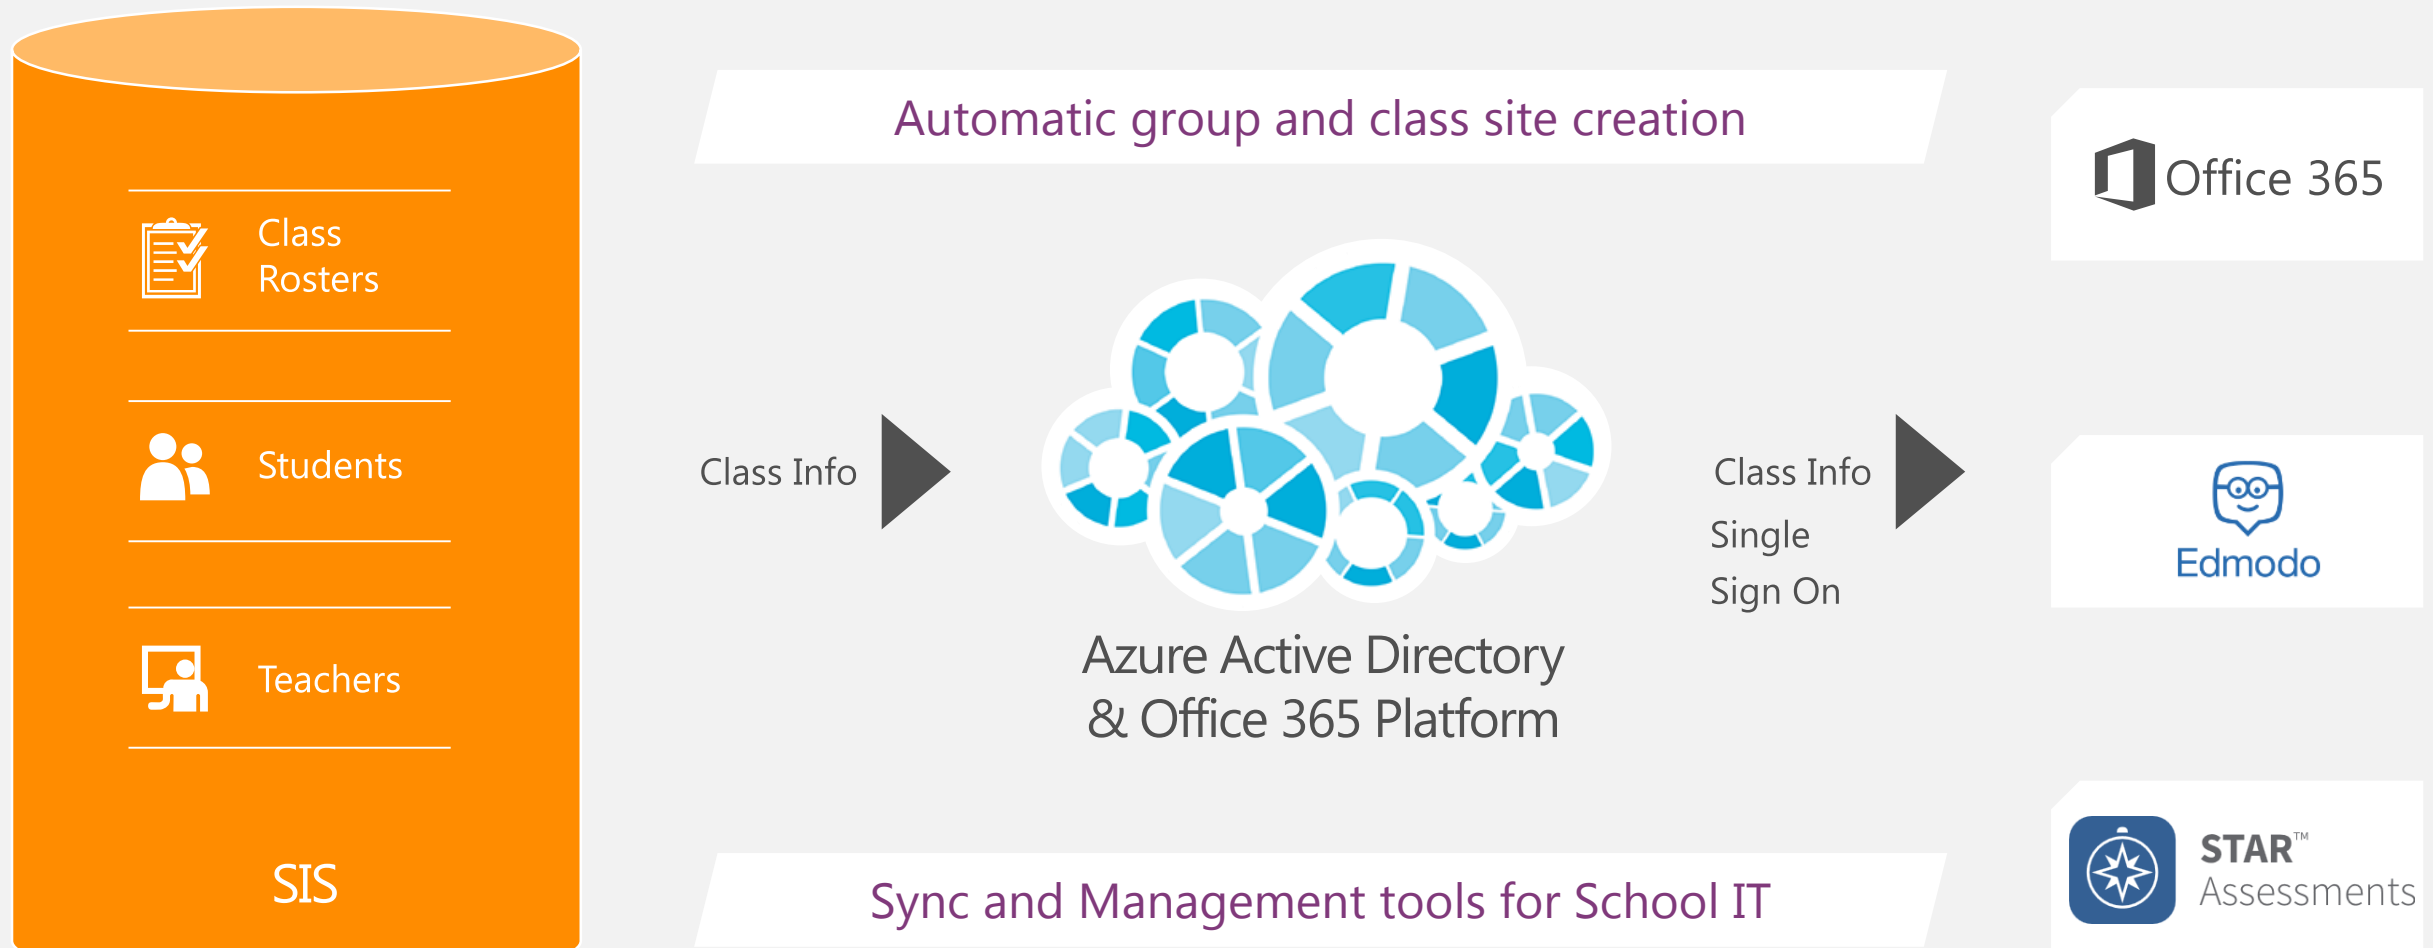 Class
Rosters
Students
Teachers
SIS
Automatic group and class site creation
Class Info
Azure Active Directory
& Office 365 Platform
Class Info
Single
Sign On
Sync and Management tools for School IT
Office 365
Edmodo
STAR™
Assessments